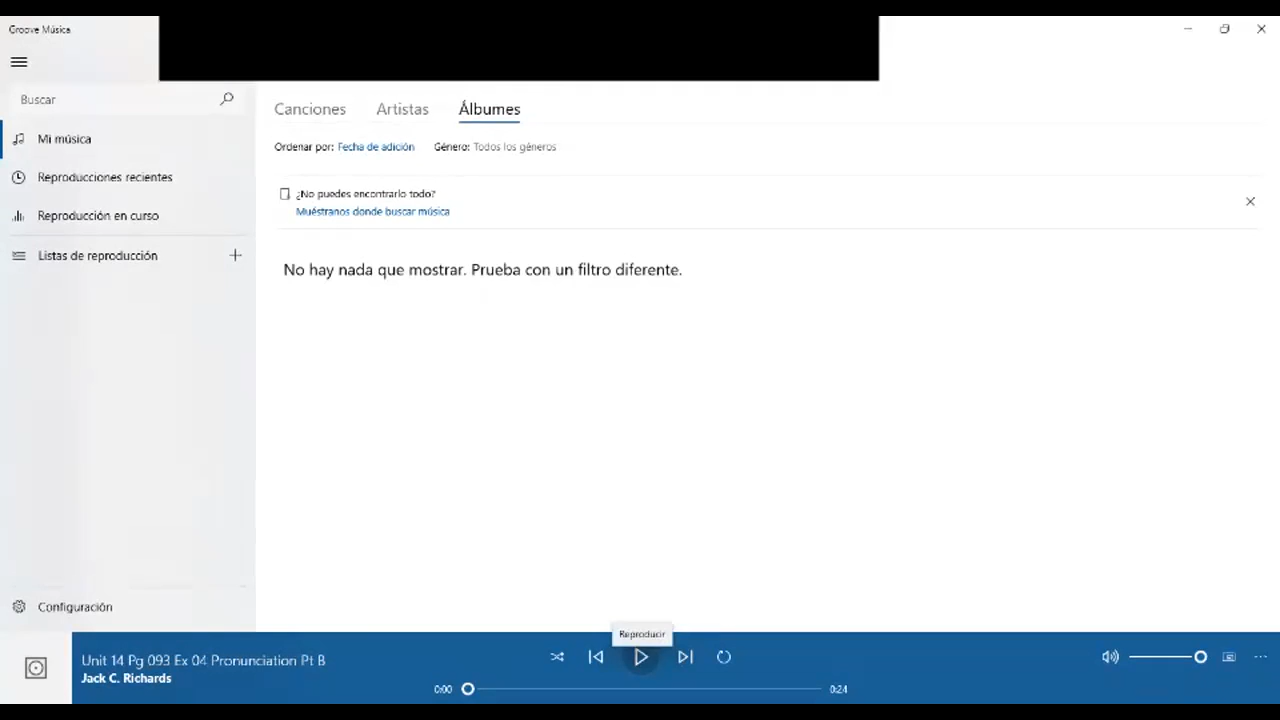 Groove Música
Buscar
Mi música
Reproducciones recientes
Reproducción en curso
Listas de reproducción
Configuración
Canciones Artistas Álbumes
Ordenar por: Fecha de adición Género: Todos los géneros
¿No puedes encontrarlo todo?
Muéstranos donde buscar música
No hay nada que mostrar. Prueba con un filtro diferente.
Reproducir
Unit 14 Pg 093 Ex 04 Pronunciation Pt B
Jack C. Richards
0:00 0:24